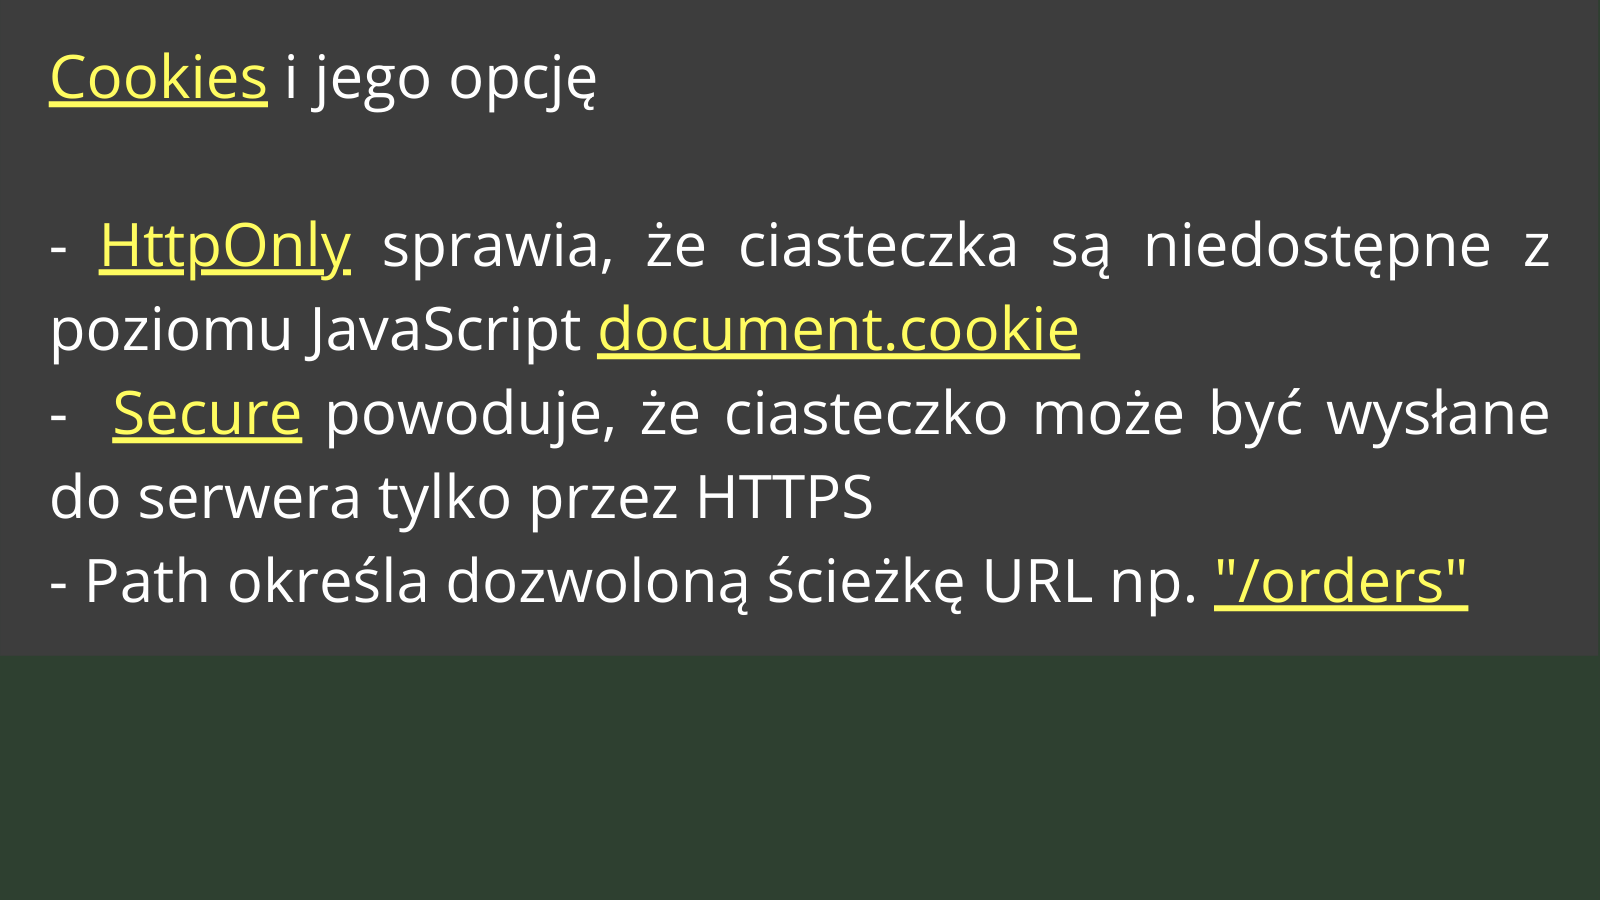 Cookies i jego opcję
- HttpOnly sprawia, że ciasteczka są niedostępne z
poziomu JavaScript document.cookie
- Secure powoduje, że ciasteczko może być wysłane
do serwera tylko przez HTTPS
- Path określa dozwoloną ścieżkę URL np. "/orders"